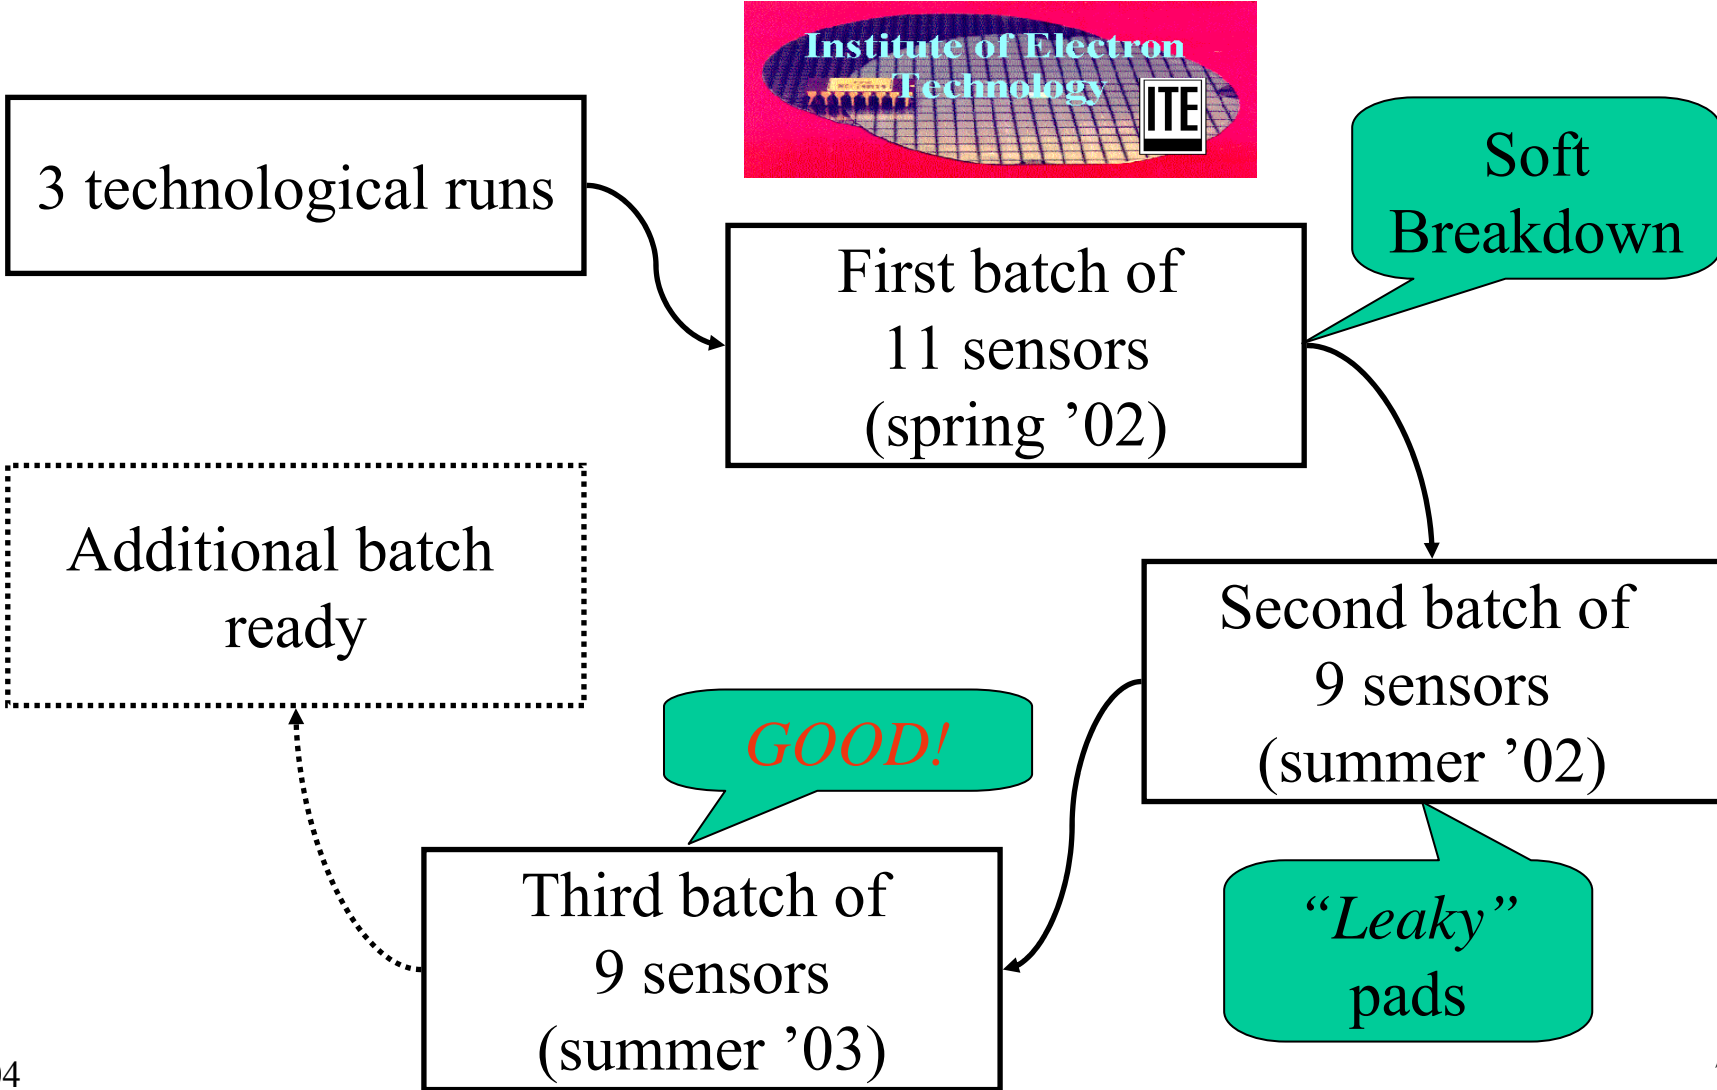 Institute of Electron
Technology
ITE
3 technological runs
Soft
Breakdown
First batch of
11 sensors
(spring ’02)
Additional batch
ready
Second batch of
9 sensors
(summer ’02)
GOOD!
Third batch of
9 sensors
(summer ’03)
“Leaky”
pads